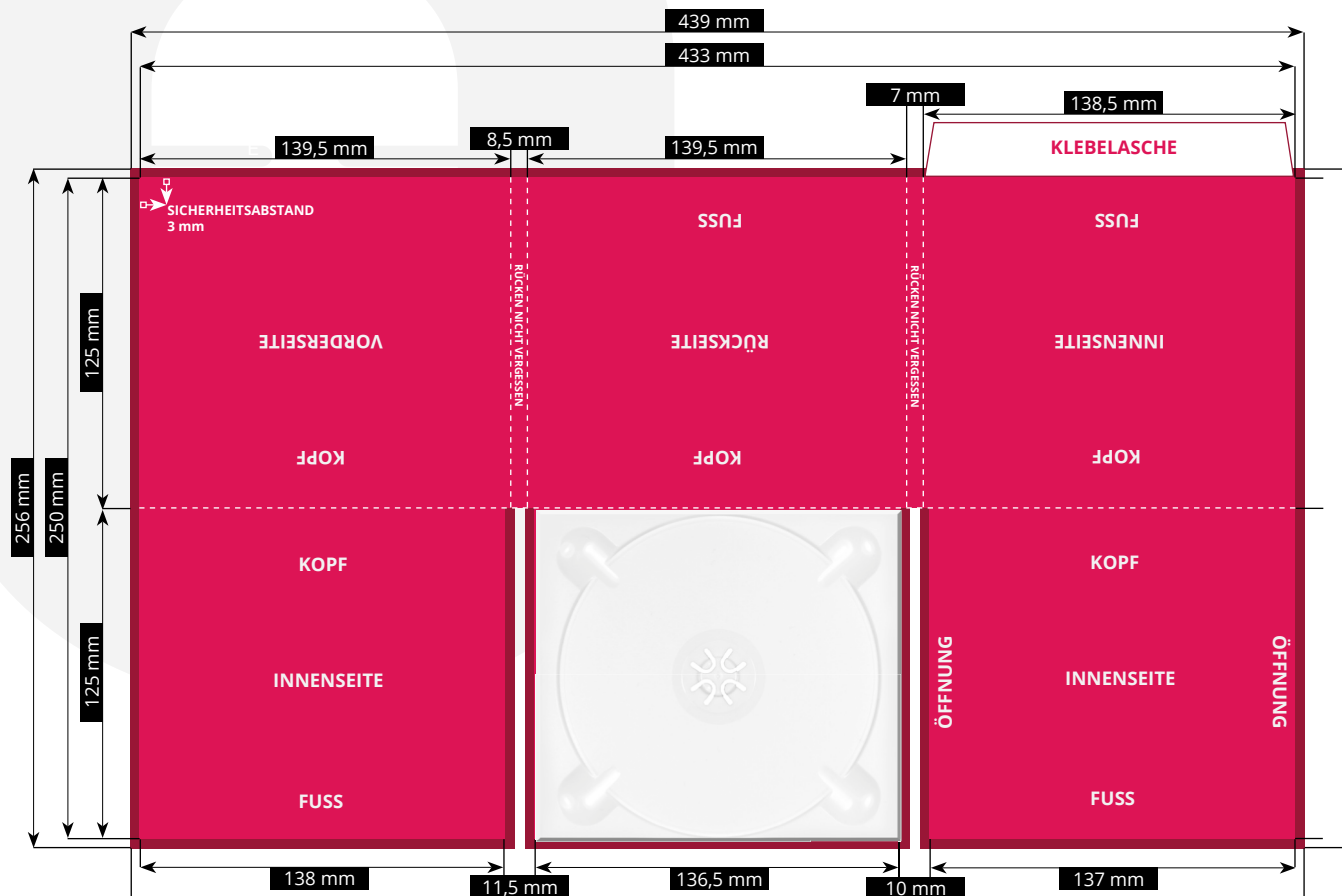 439 mm
433 mm
7 mm
138,5 mm
8,5 mm
139,5 mm
139,5 mm
KLEBELASCHE
SICHERHEITSABSTAND
3 mm
FUSS
FUSS
RÜCKEN NICHT VERGESSEN
RÜCKEN NICHT VERGESSEN
125 mm
VORDERSEITE
RÜCKSEITE
INNENSEITE
KOPF
KOPF
KOPF
256 mm
250 mm
KOPF
KOPF
125 mm
INNENSEITE
ÖFFNUNG
INNENSEITE
ÖFFNUNG
FUSS
FUSS
138 mm
11,5 mm
136,5 mm
10 mm
137 mm